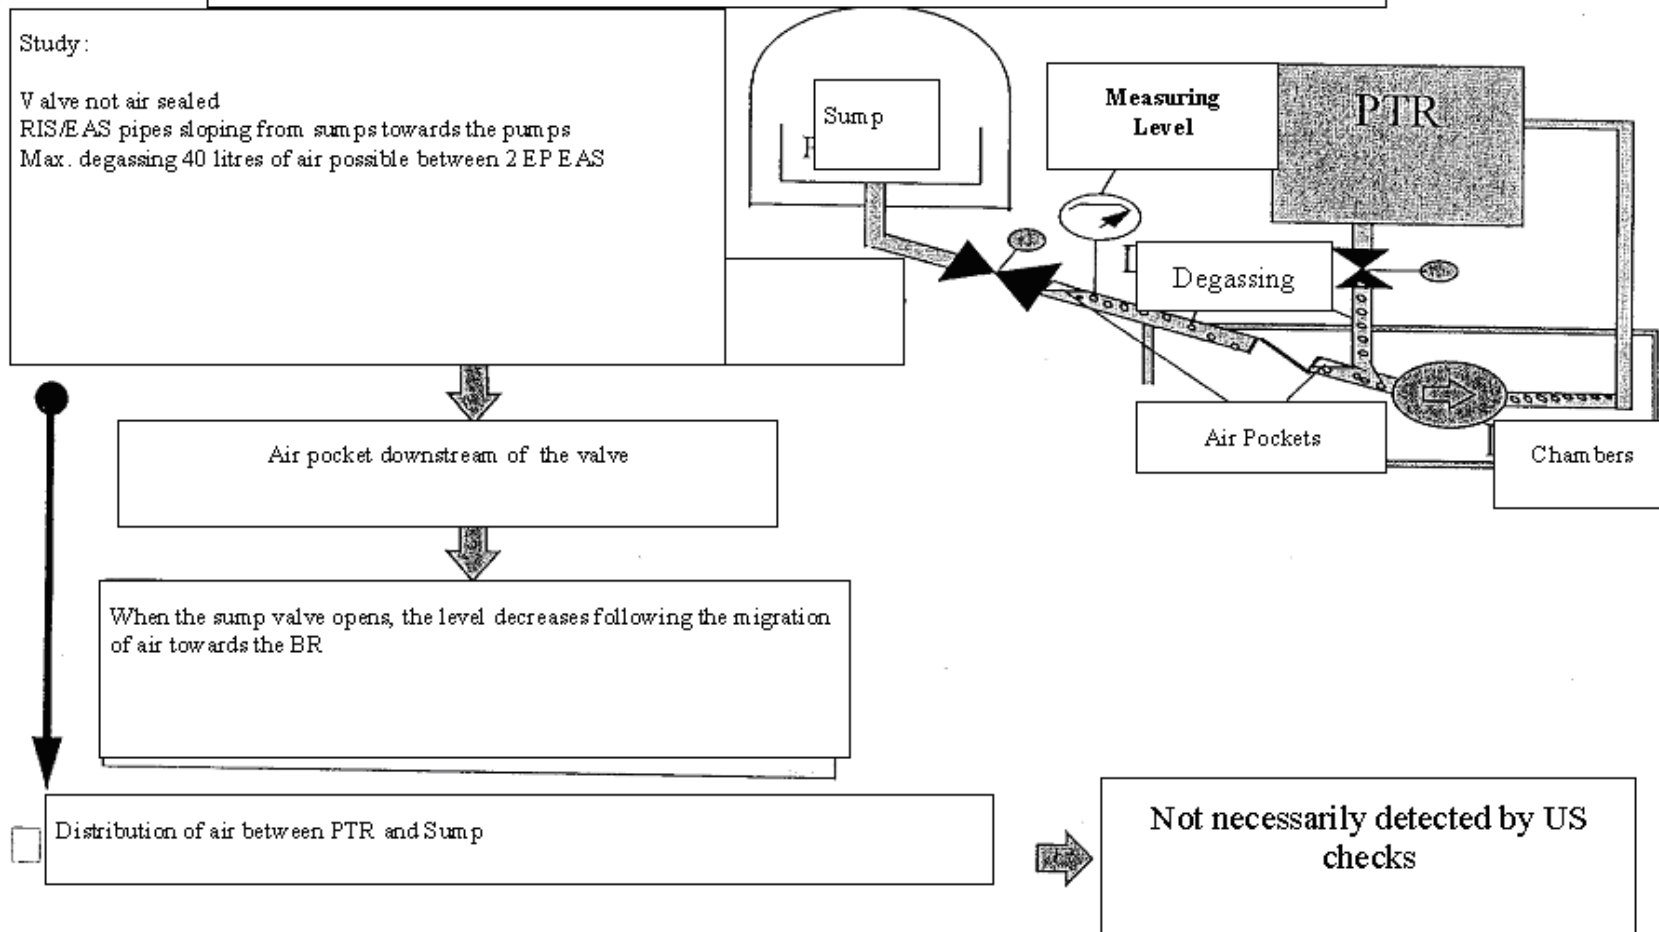 Study:
Valve not air sealed
RIS/EAS pipes sloping from sumps towards the pumps
Max. degassing 40 litres of air possible between 2 EP EAS
Sump
Measuring
Level
PTR
Degassing
Air Pockets
Chambers
Air pocket downstream of the valve
When the sump valve opens, the level decreases following the migration
of air towards the BR
Distribution of air between PTR and Sump
Not necessarily detected by US
checks